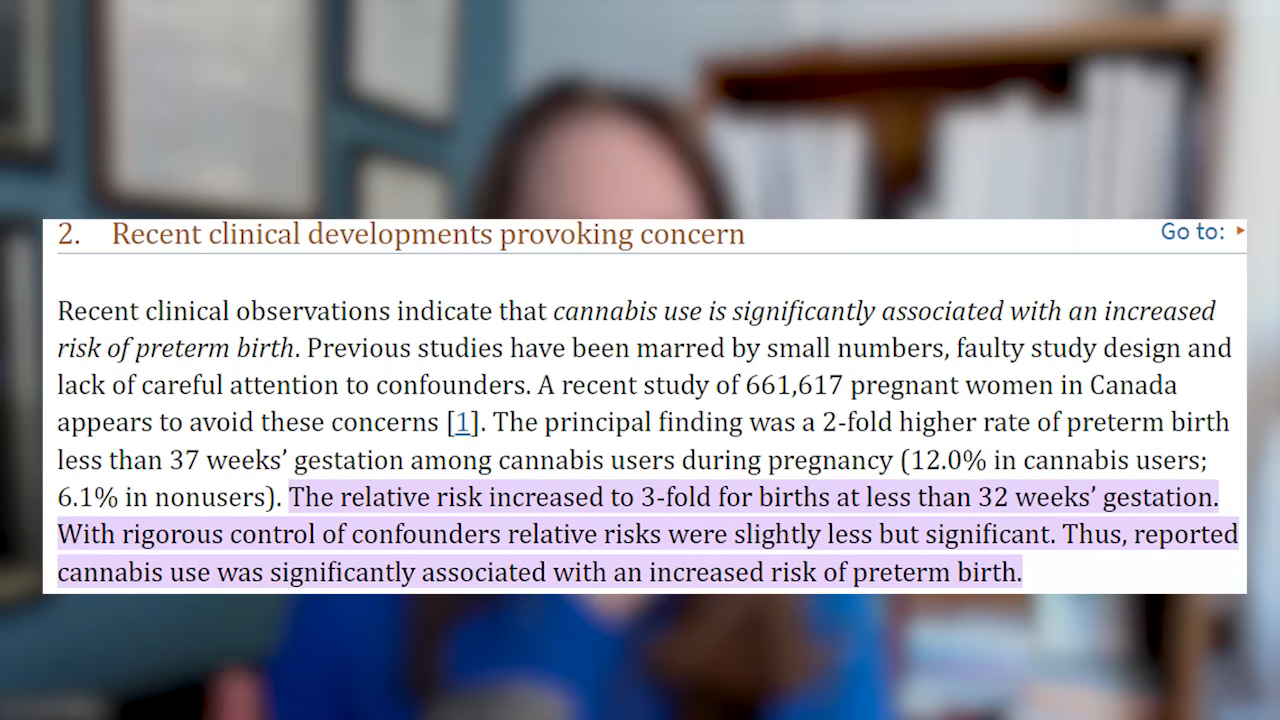 2. Recent clinical developments provoking concern
Go to: ▸
Recent clinical observations indicate that cannabis use is significantly associated with an increased
risk of preterm birth. Previous studies have been marred by small numbers, faulty study design and
lack of careful attention to confounders. A recent study of 661,617 pregnant women in Canada
appears to avoid these concerns [1]. The principal finding was a 2-fold higher rate of preterm birth
less than 37 weeks’ gestation among cannabis users during pregnancy (12.0% in cannabis users;
6.1% in nonusers). The relative risk increased to 3-fold for births at less than 32 weeks’ gestation.
With rigorous control of confounders relative risks were slightly less but significant. Thus, reported
cannabis use was significantly associated with an increased risk of preterm birth.